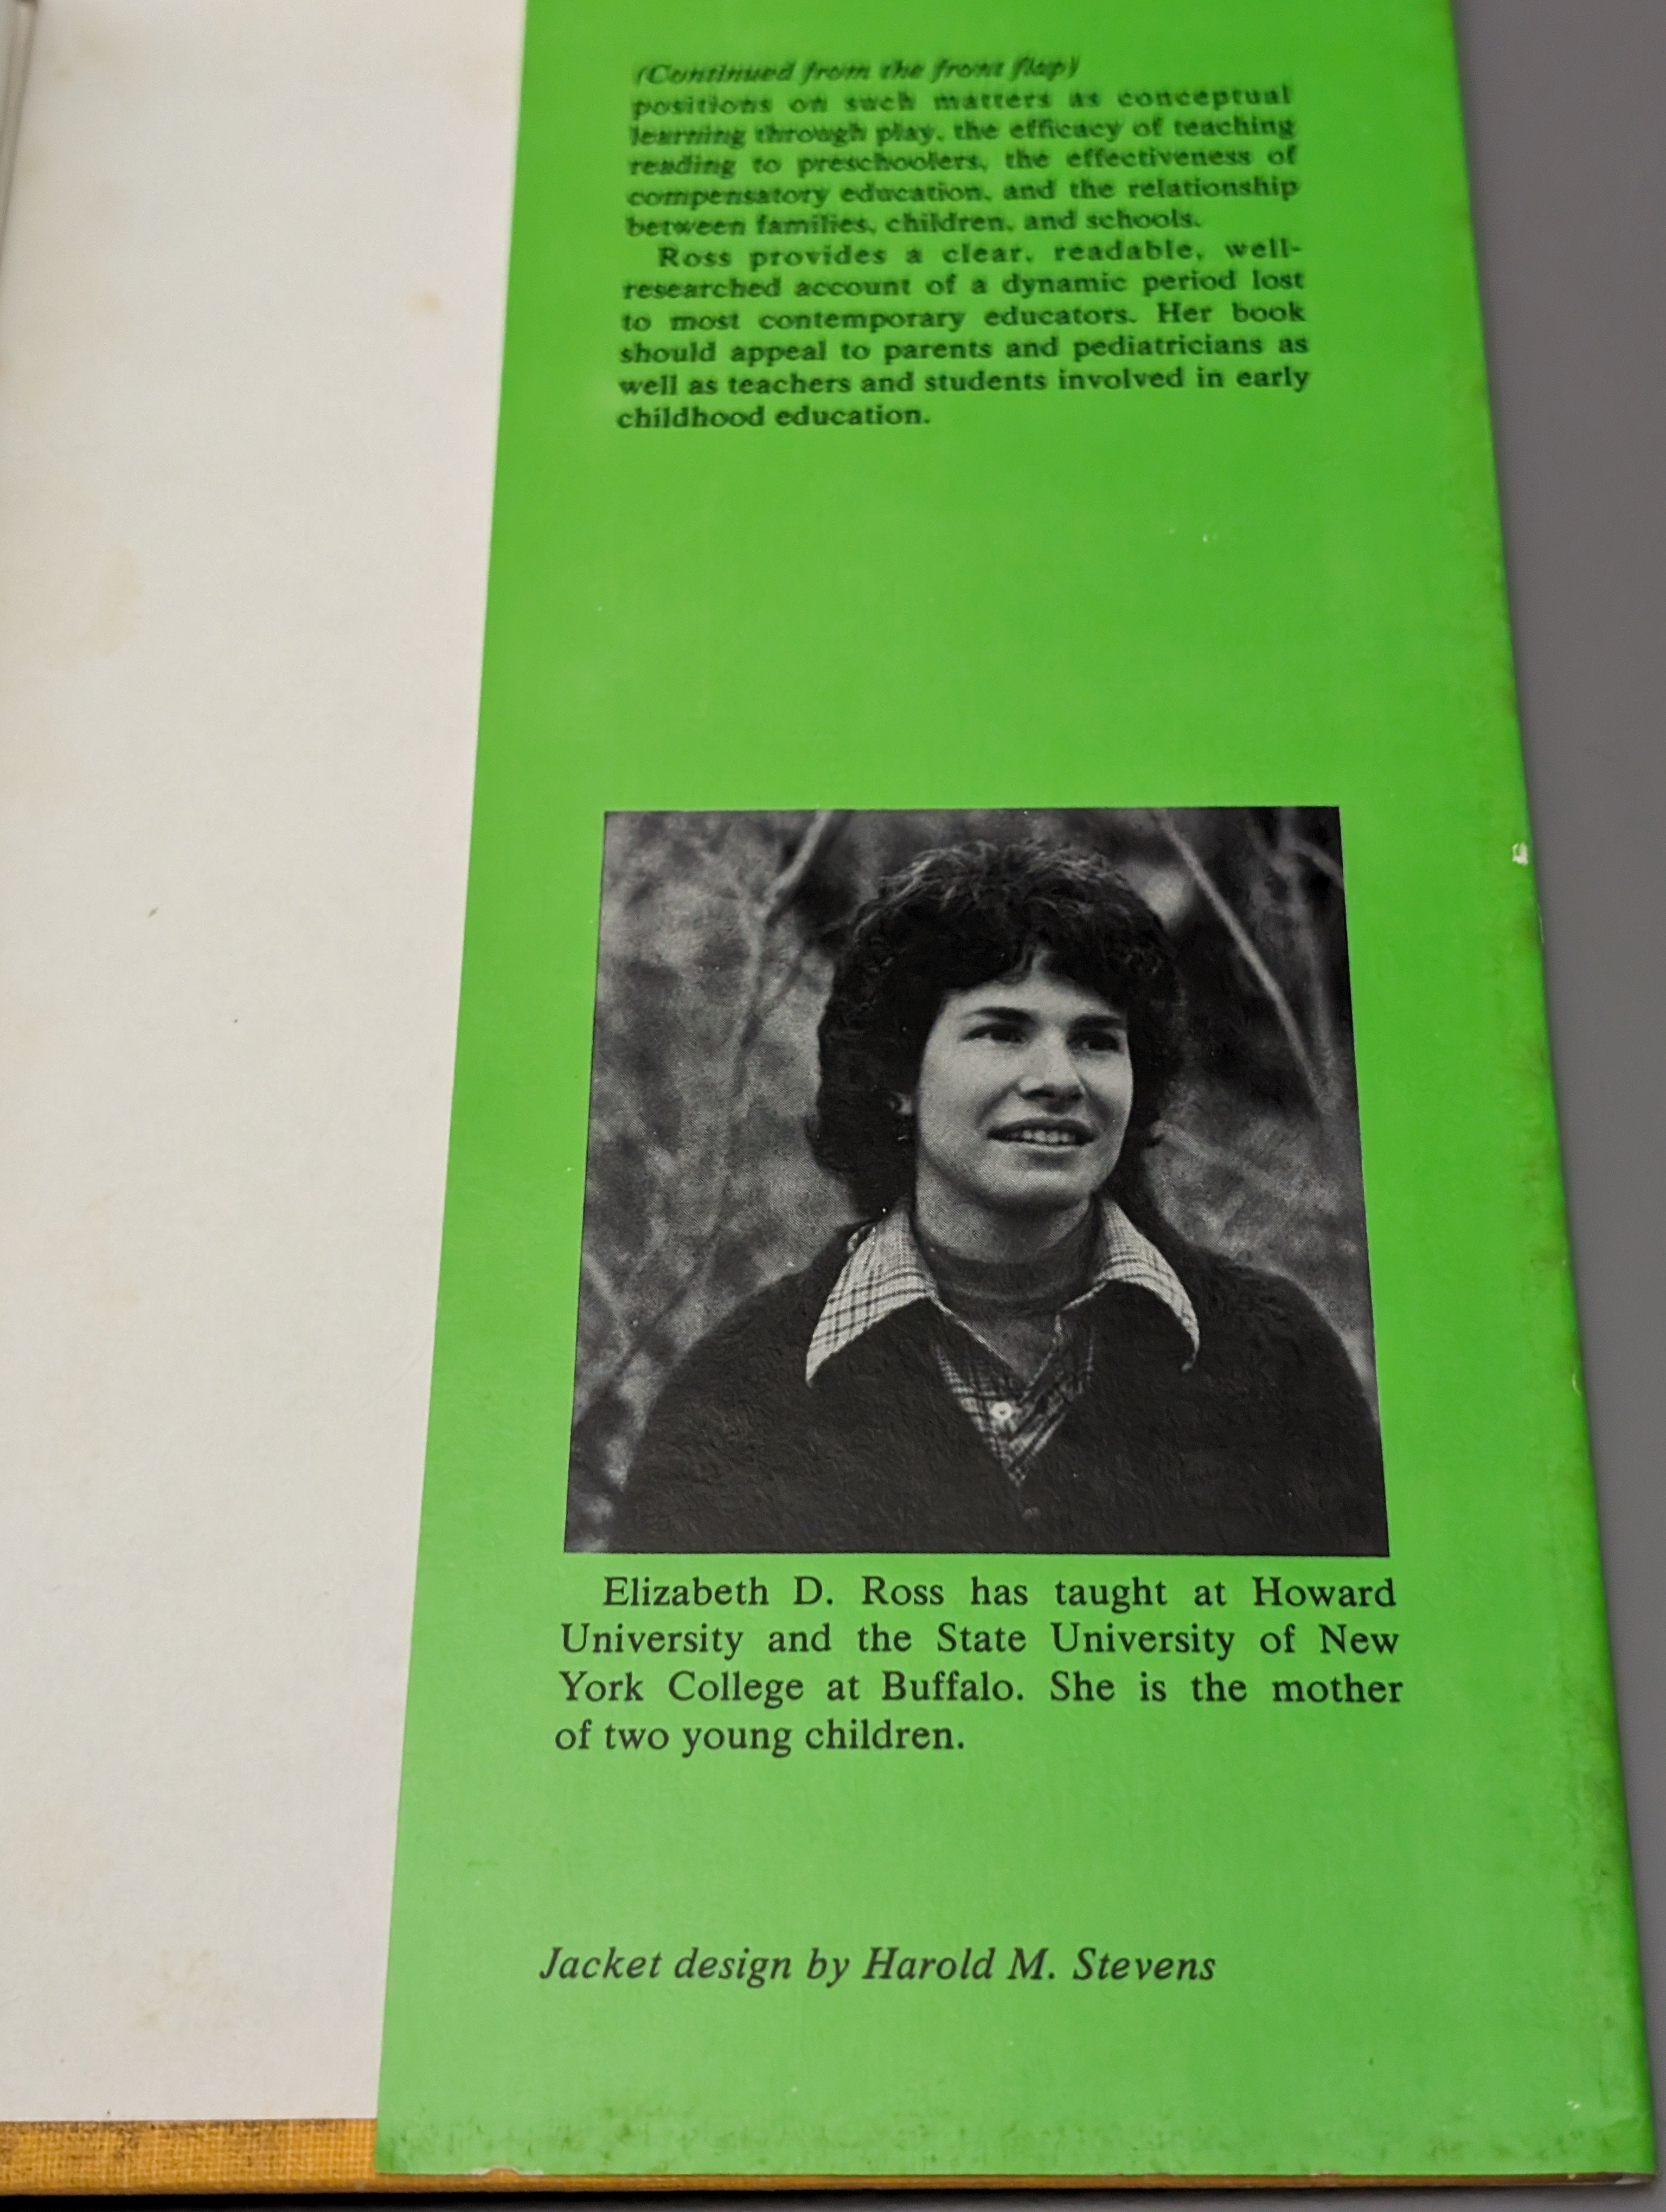 (Continued from the front flap)
positions on such matters as conceptual
learning through play, the efficacy of teaching
reading to preschoolers, the effectiveness of
compensatory education, and the relationship
between families, children, and schools.
Ross provides a clear, readable, well-
researched account of a dynamic period lost
to most contemporary educators. Her book
should appeal to parents and pediatricians as
well as teachers and students involved in early
childhood education.
Elizabeth D. Ross has taught at Howard
University and the State University of New
York College at Buffalo. She is the mother
of two young children.
Jacket design by Harold M. Stevens